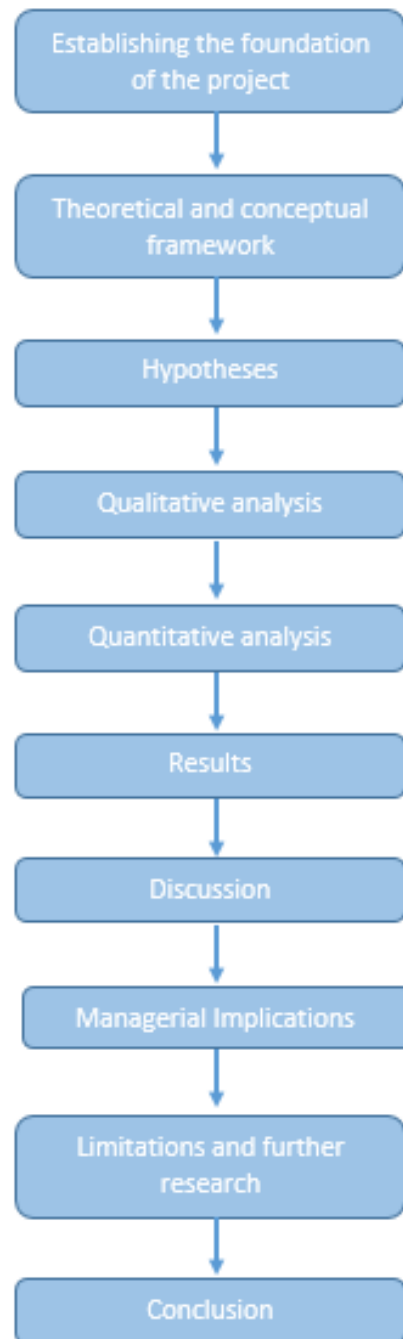 Establishing the foundation
of the project
Theoretical and conceptual
framework
Hypotheses
Qualitative analysis
Quantitative analysis
Results
Discussion
Managerial Implications
Limitations and further
research
Conclusion